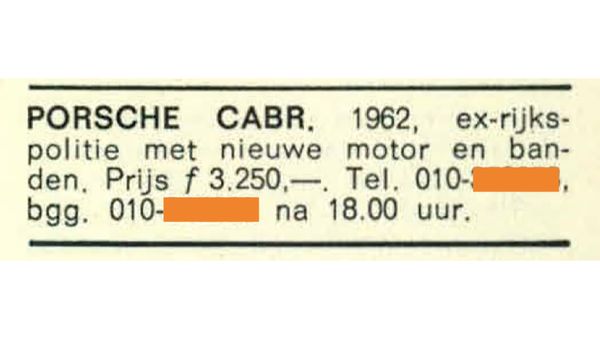 PORSCHE CABR. 1962, ex-rijks-
politie met nieuwe motor en ban-
den. Prijs ƒ 3.250,—. Tel. 010-
bgg. 010- na 18.00 uur.